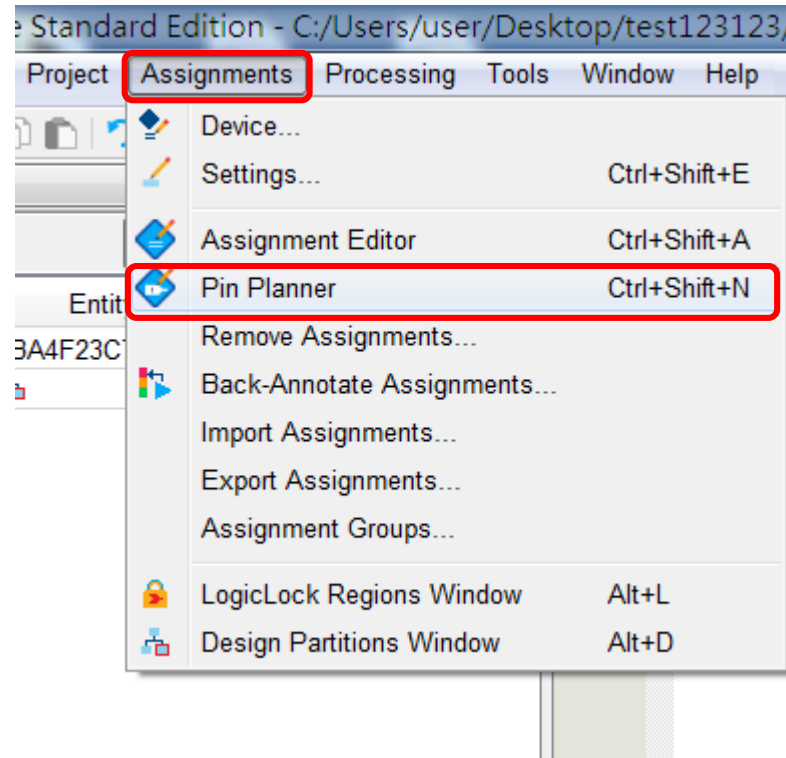 Standard Edition - C:/Users/user/Desktop/test123123/
Project Assignments Processing Tools Window Help
Device...
Settings... Ctrl+Shift+E
Assignment Editor Ctrl+Shift+A
Pin Planner Ctrl+Shift+N
Remove Assignments...
Back-Annotate Assignments...
Import Assignments...
Export Assignments...
Assignment Groups...
LogicLock Regions Window Alt+L
Design Partitions Window Alt+D
Entit
BA4F23C